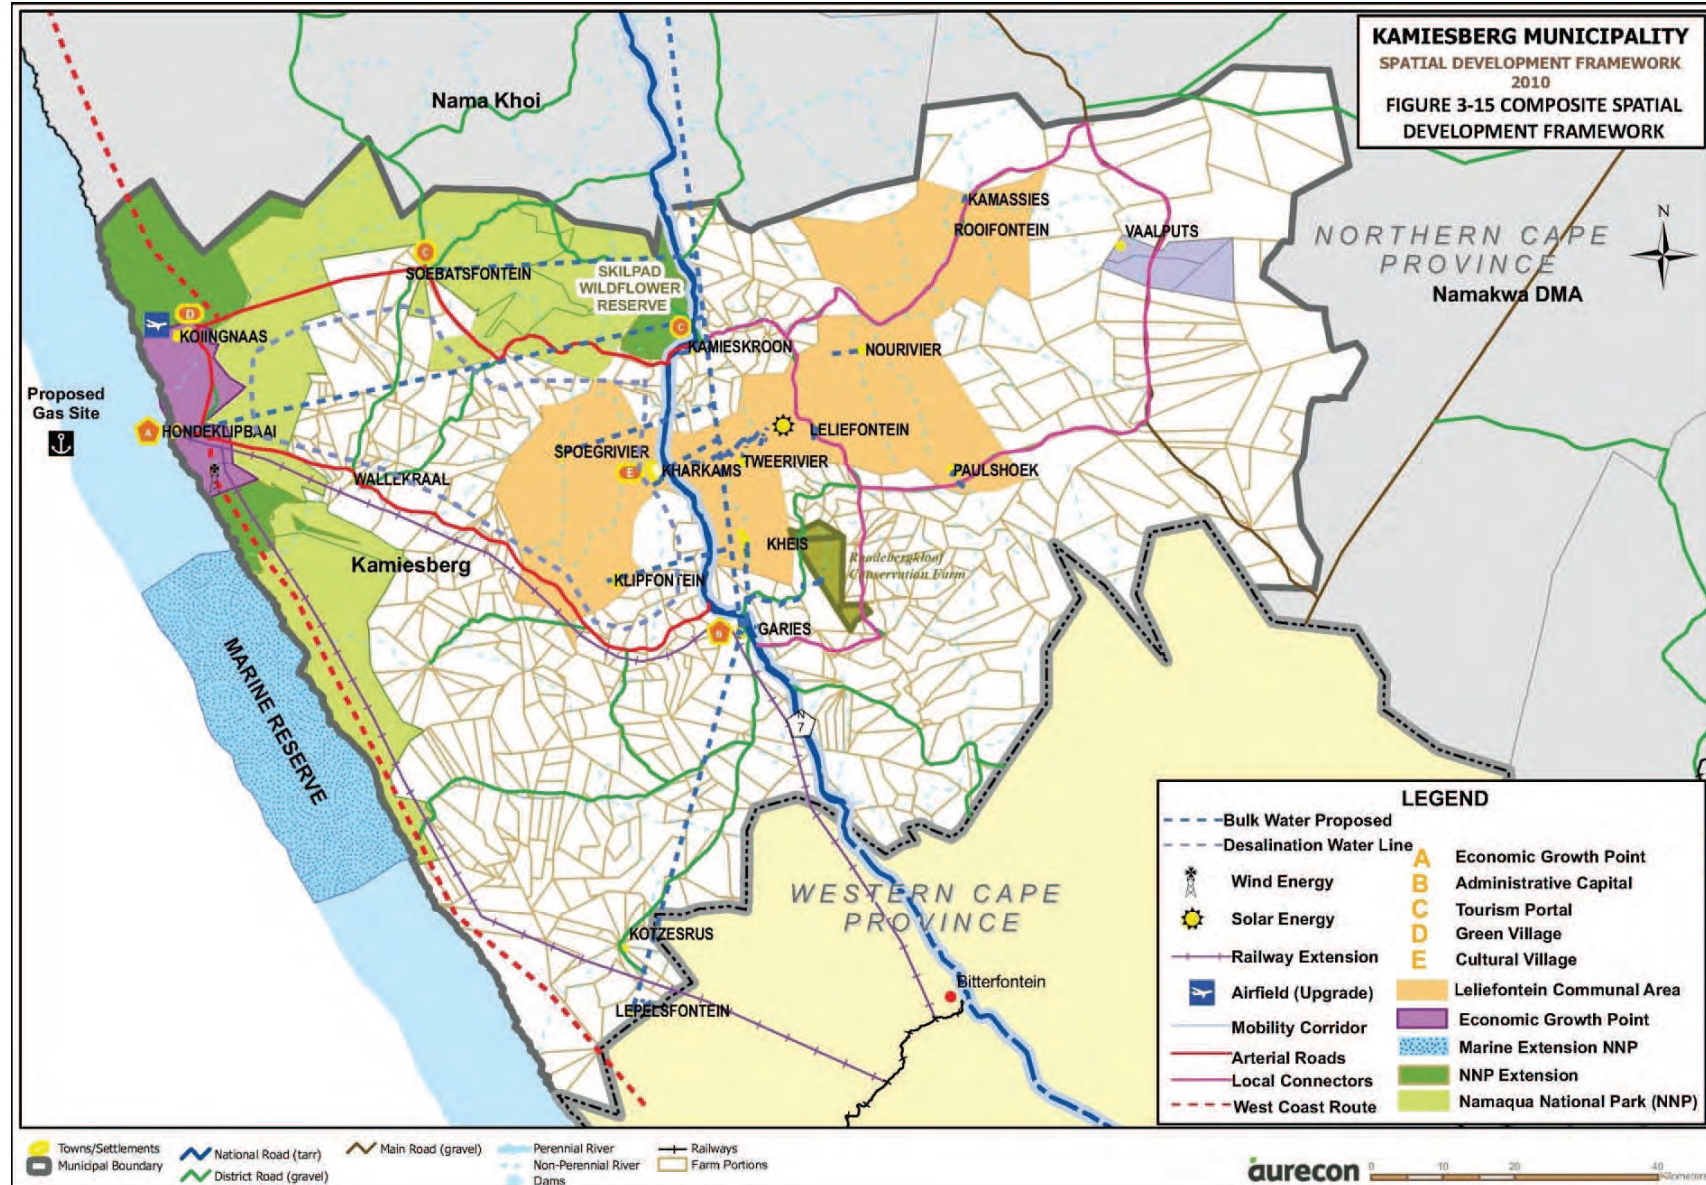 KAMIESBERG MUNICIPALITY
SPATIAL DEVELOPMENT FRAMEWORK
2010
FIGURE 3-15 COMPOSITE SPATIAL
DEVELOPMENT FRAMEWORK
Nama Khoi
N
KAMASSIES
ROOIFONTEIN
VAALPUTS
NORTHERN CAPE
PROVINCE
Namakwa DMA
C
SOEBATSFONTEIN
SKILPAD
WILDFLOWER
RESERVE
D
KOIINGNAAS
C
KAMIESKROON
NOURIVIER
Proposed
Gas Site
A
HONDEKLIPBAAI
LELIEFONTEIN
SPOEGRIVIER
E
KHARKAMS
TWEERIVIER
PAULSHOEK
WALLEKRAAL
KHEIS
Kamiesberg
Conservation Farm
KLIPFONTEIN
B
GARIES
MARINE RESERVE
N
7
WESTERN CAPE
PROVINCE
KOTZESRUS
Bitterfontein
LEPELSFONTEIN
LEGEND
Bulk Water Proposed
Desalination Water Line
Wind Energy
Solar Energy
Railway Extension
Airfield (Upgrade)
Mobility Corridor
Arterial Roads
Local Connectors
West Coast Route
A Economic Growth Point
B Administrative Capital
C Tourism Portal
D Green Village
E Cultural Village
Leliefontein Communal Area
Economic Growth Point
Marine Extension NNP
NNP Extension
Namaqua National Park (NNP)
Towns/Settlements
Municipal Boundary
National Road (tarr)
District Road (gravel)
Main Road (gravel)
Perennial River
Non-Perennial River
Dams
Railways
Farm Portions
aurecon
0 10 20 40
Kilometers